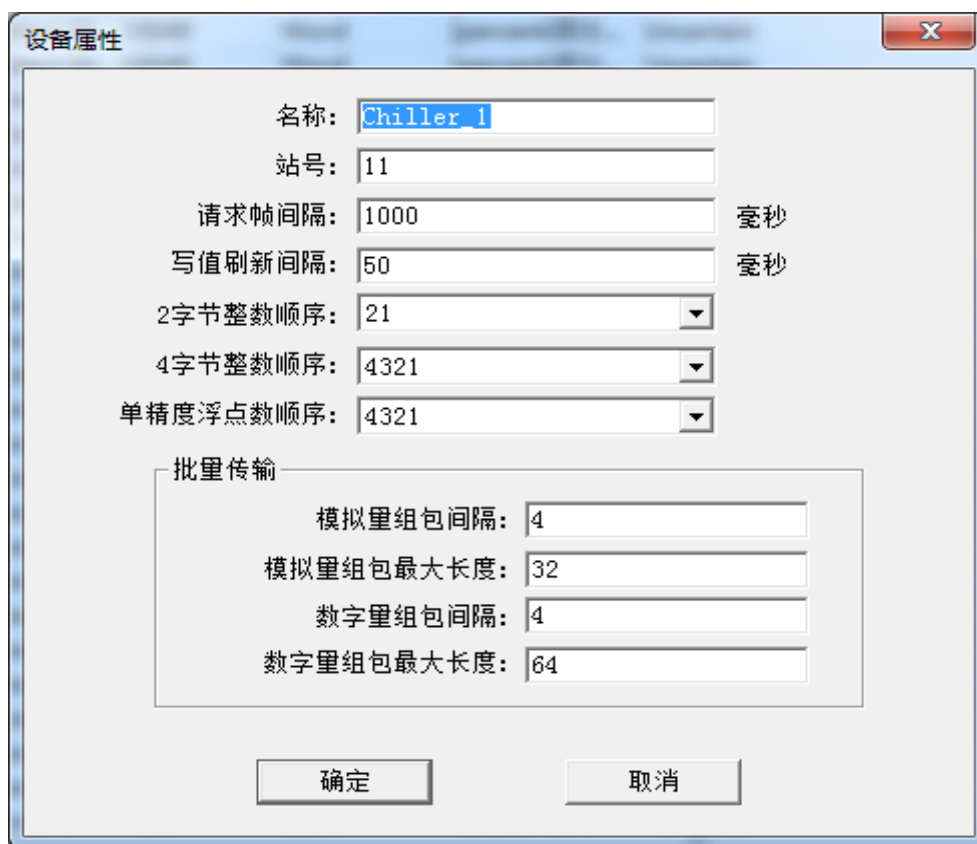 设备属性
名称： Chiller_1
站号： 11
请求帧间隔： 1000 毫秒
写值刷新间隔： 50 毫秒
2字节整数顺序： 21
4字节整数顺序： 4321
单精度浮点数顺序： 4321
批量传输
模拟量组包间隔： 4
模拟量组包最大长度： 32
数字量组包间隔： 4
数字量组包最大长度： 64
确定 取消